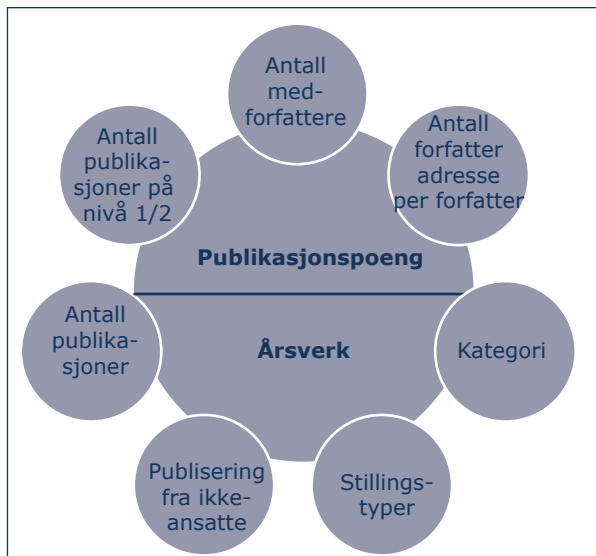 Antall
med-
forfattere
Antall
publika-
sjoner på
nivå 1/2
Antall
forfatter
adresse
per forfatter
Publikasjonspoeng
Antall
publika-
sjoner
Årsverk
Kategori
Publisering
fra ikke-
ansatte
Stillings-
typer